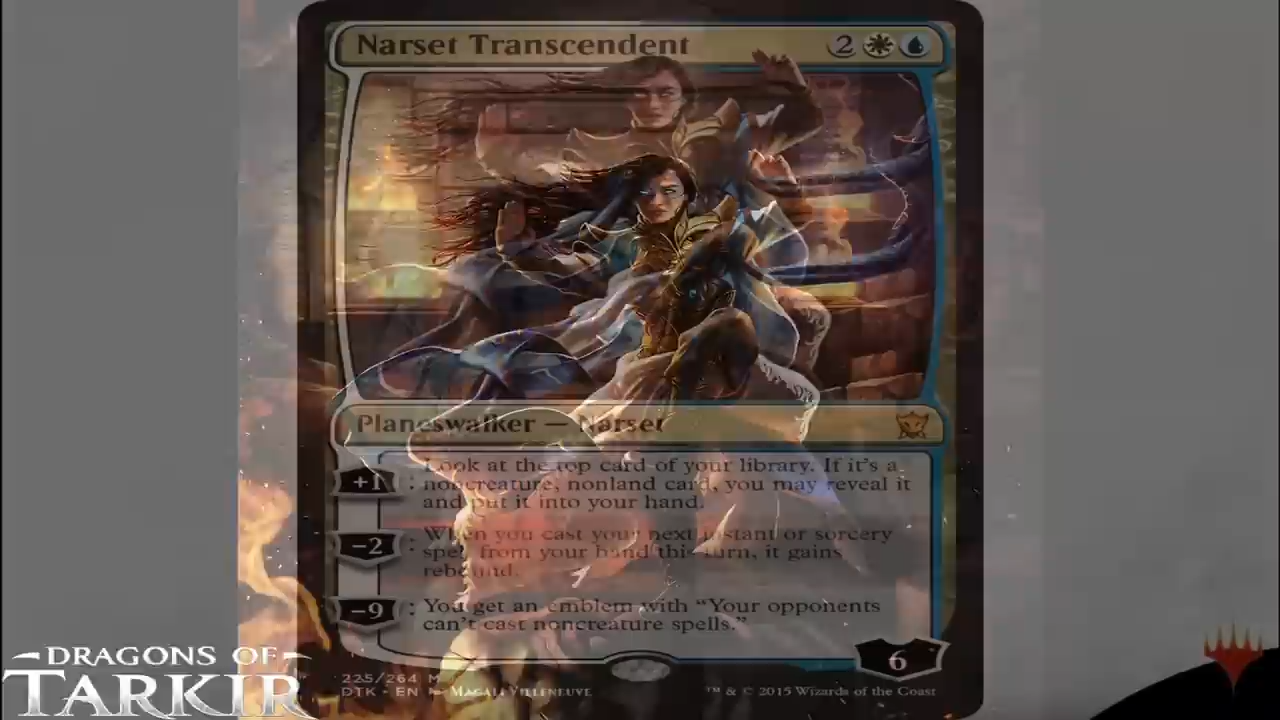 Narset Transcendent 2
Planeswalker — Narset
+1 : Look at the top card of your library. If it's a
noncreature, nonland card, you may reveal it
and put it into your hand.
−2 : When you cast your next instant or sorcery
spell from your hand this turn, it gains
rebound.
−9 : You get an emblem with "Your opponents
can't cast noncreature spells."
6
225/264 M
DTK • EN Magali Villeneuve
™ & © 2015 Wizards of the Coast
DRAGONS OF
TARKIR